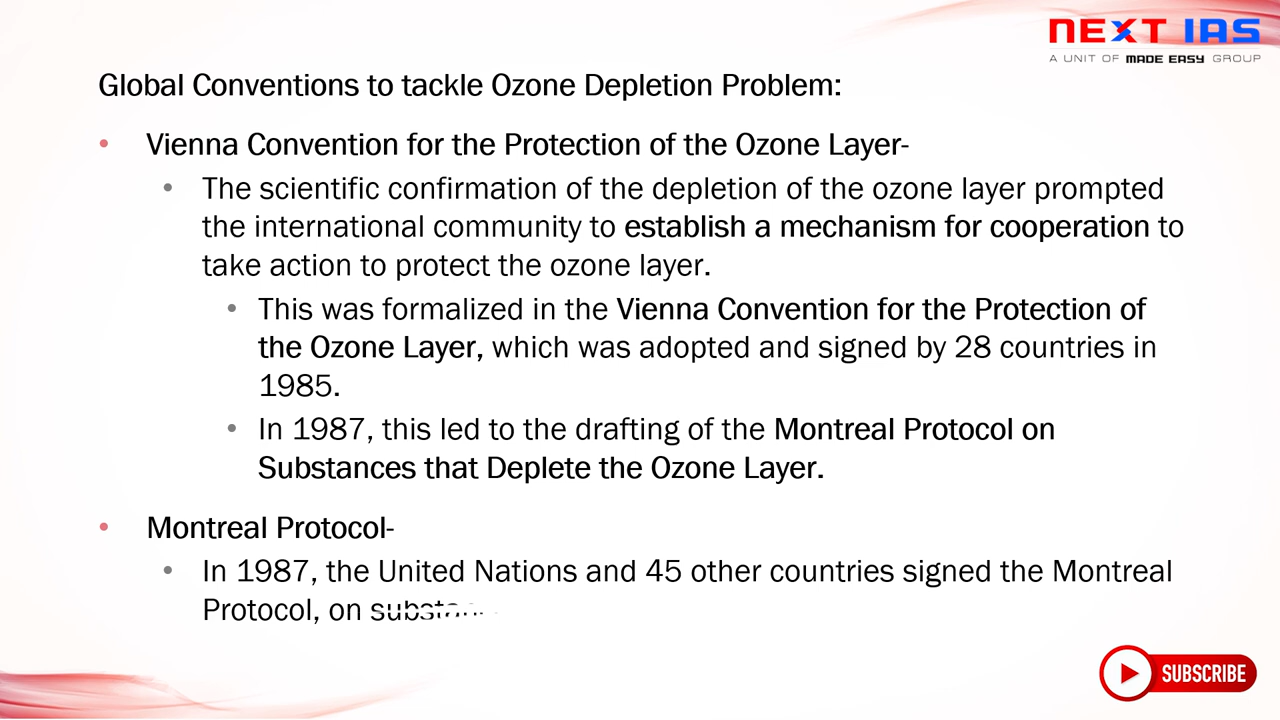 NEXT IAS
A UNIT OF MADE EASY GROUP
Global Conventions to tackle Ozone Depletion Problem:
• Vienna Convention for the Protection of the Ozone Layer-
• The scientific confirmation of the depletion of the ozone layer prompted
the international community to establish a mechanism for cooperation to
take action to protect the ozone layer.
• This was formalized in the Vienna Convention for the Protection of
the Ozone Layer, which was adopted and signed by 28 countries in
1985.
• In 1987, this led to the drafting of the Montreal Protocol on
Substances that Deplete the Ozone Layer.
• Montreal Protocol-
• In 1987, the United Nations and 45 other countries signed the Montreal
Protocol, on
SUBSCRIBE